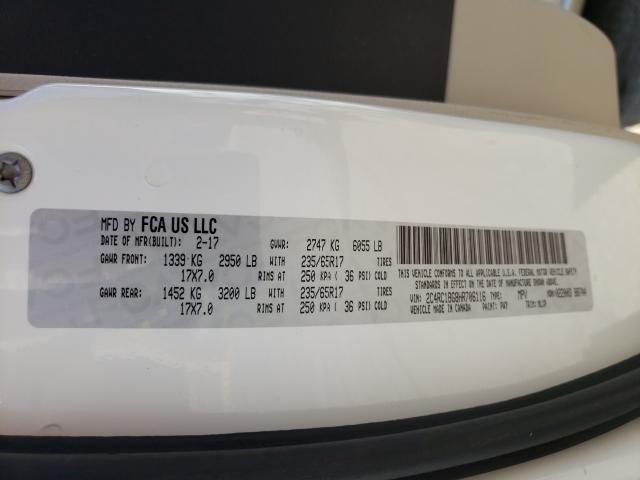 MFD BY FCA US LLC
DATE OF MFR(BUILT): 2-17 GVWR: 2747 KG 6055 LB
GAWR FRONT: 1339 KG 2950 LB WITH 235/65R17 TIRES
17X7.0 RIMS AT 250 KPA ( 36 PSI) COLD
GAWR REAR: 1452 KG 3200 LB WITH 235/65R17 TIRES
17X7.0 RIMS AT 250 KPA ( 36 PSI) COLD
THIS VEHICLE CONFORMS TO ALL APPLICABLE U.S.A. FEDERAL MOTOR VEHICLE SAFETY
STANDARDS IN EFFECT ON THE DATE OF MANUFACTURE SHOWN ABOVE.
VIN: 2C4RC1BG8HR706116 TYPE: MPV
VEHICLE MADE IN CANADA PAINT: PW7 TRIM: